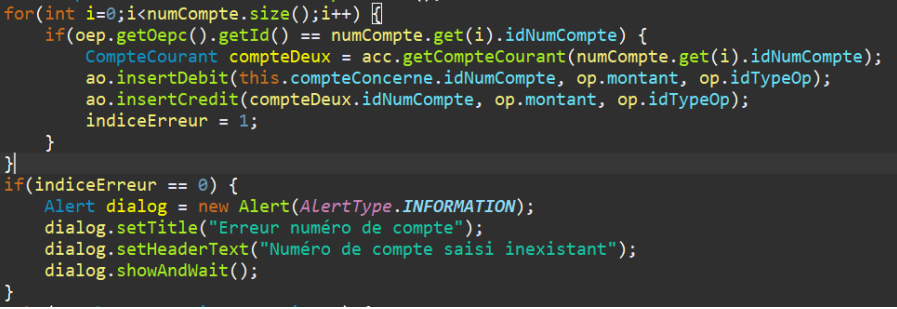 for(int i=0;i<numCompte.size();i++) {
    if(oep.getOepc().getId() == numCompte.get(i).idNumCompte) {
        CompteCourant compteDeux = acc.getCompteCourant(numCompte.get(i).idNumCompte);
        ao.insertDebit(this.compteConcerne.idNumCompte, op.montant, op.idTypeOp);
        ao.insertCredit(compteDeux.idNumCompte, op.montant, op.idTypeOp);
        indiceErreur = 1;
    }
}
if(indiceErreur == 0) {
    Alert dialog = new Alert(AlertType.INFORMATION);
    dialog.setTitle("Erreur numéro de compte");
    dialog.setHeaderText("Numéro de compte saisi inexistant");
    dialog.showAndWait();
}